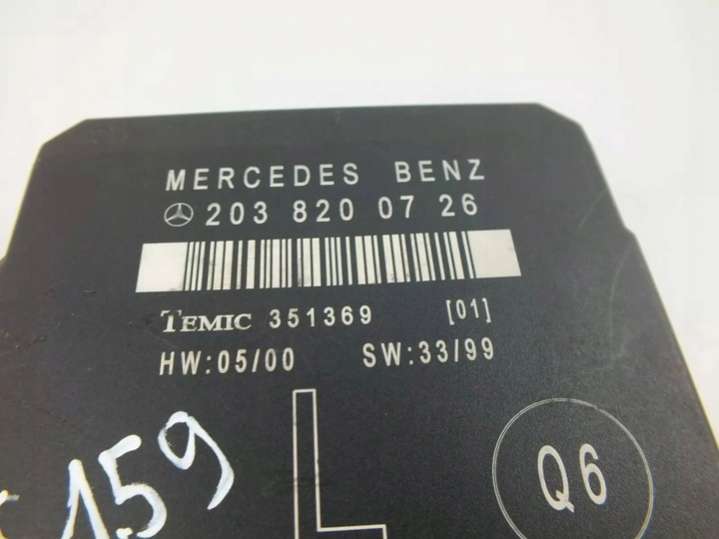 MERCEDES BENZ
203 820 07 26
TEMIC 351369 [01]
HW:05/00 SW:33/99
159
L
Q6